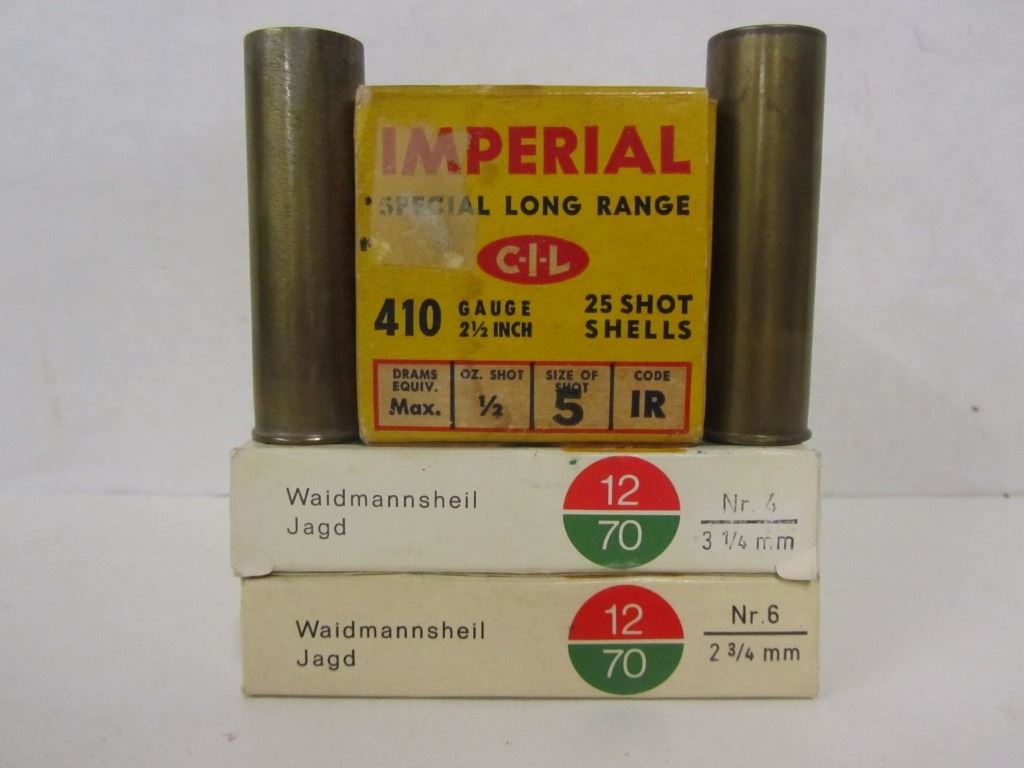 IMPERIAL
SPECIAL LONG RANGE
C-I-L
410 GAUGE 2½ INCH
25 SHOT SHELLS
DRAMS EQUIV. Max.
OZ. SHOT ½
SIZE OF SHOT 5
CODE IR
Waidmannsheil
Jagd
12
70
Nr. 4
3 1/4 mm
Waidmannsheil
Jagd
12
70
Nr.6
2 3/4 mm